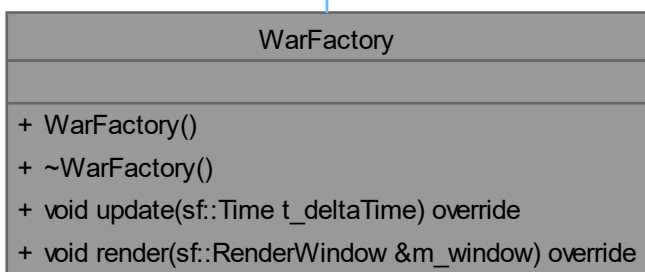 WarFactory
+ WarFactory()
+ ~WarFactory()
+ void update(sf::Time t_deltaTime) override
+ void render(sf::RenderWindow &m_window) override